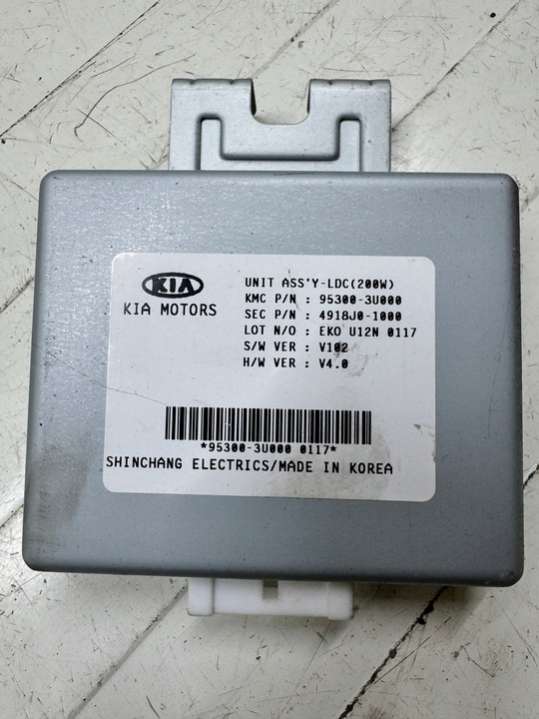 KIA
KIA MOTORS
UNIT ASS'Y-LDC(200W)
KMC P/N : 95300-3U000
SEC P/N : 4918J0-1000
LOT N/O : EKO U12N 0117
S/W VER : V102
H/W VER : V4.0
*95300-3U000 0117*
SHINCHANG ELECTRICS/MADE IN KOREA